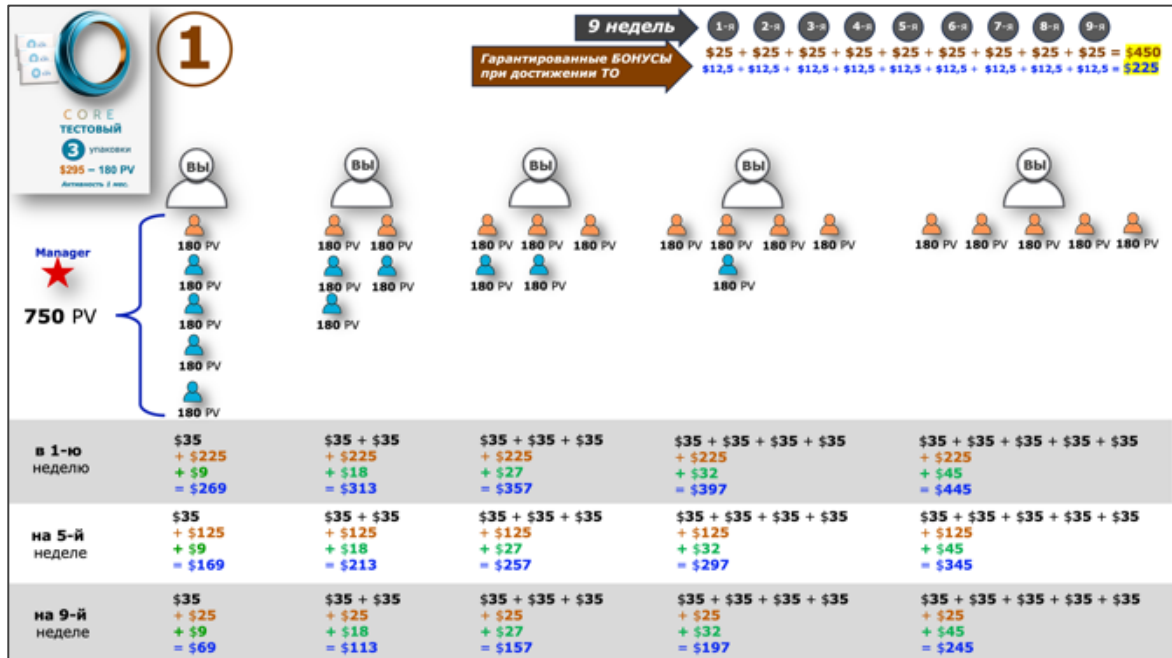 9 недель 1-я 2-я 3-я 4-я 5-я 6-я 7-я 8-я 9-я
Гарантированные БОНУСЫ
при достижении ТО
$25 + $25 + $25 + $25 + $25 + $25 + $25 + $25 + $25 = $450
$12,5 + $12,5 + $12,5 + $12,5 + $12,5 + $12,5 + $12,5 + $12,5 + $12,5 = $225
1
CORE
ТЕСТОВЫЙ
3 упаковки
$295 – 180 PV
Активность 1 мес.
ВЫ ВЫ ВЫ ВЫ ВЫ
180 PV 180 PV 180 PV 180 PV 180 PV 180 PV 180 PV 180 PV 180 PV 180 PV 180 PV 180 PV 180 PV 180 PV 180 PV
Manager
180 PV 180 PV 180 PV 180 PV 180 PV 180 PV
750 PV
180 PV 180 PV
180 PV
180 PV
в 1-ю
неделю
$35
+ $225
+ $9
= $269
$35 + $35
+ $225
+ $18
= $313
$35 + $35 + $35
+ $225
+ $27
= $357
$35 + $35 + $35 + $35
+ $225
+ $32
= $397
$35 + $35 + $35 + $35 + $35
+ $225
+ $45
= $445
на 5-й
неделе
$35
+ $125
+ $9
= $169
$35 + $35
+ $125
+ $18
= $213
$35 + $35 + $35
+ $125
+ $27
= $257
$35 + $35 + $35 + $35
+ $125
+ $32
= $297
$35 + $35 + $35 + $35 + $35
+ $125
+ $45
= $345
на 9-й
неделе
$35
+ $25
+ $9
= $69
$35 + $35
+ $25
+ $18
= $113
$35 + $35 + $35
+ $25
+ $27
= $157
$35 + $35 + $35 + $35
+ $25
+ $32
= $197
$35 + $35 + $35 + $35 + $35
+ $25
+ $45
= $245